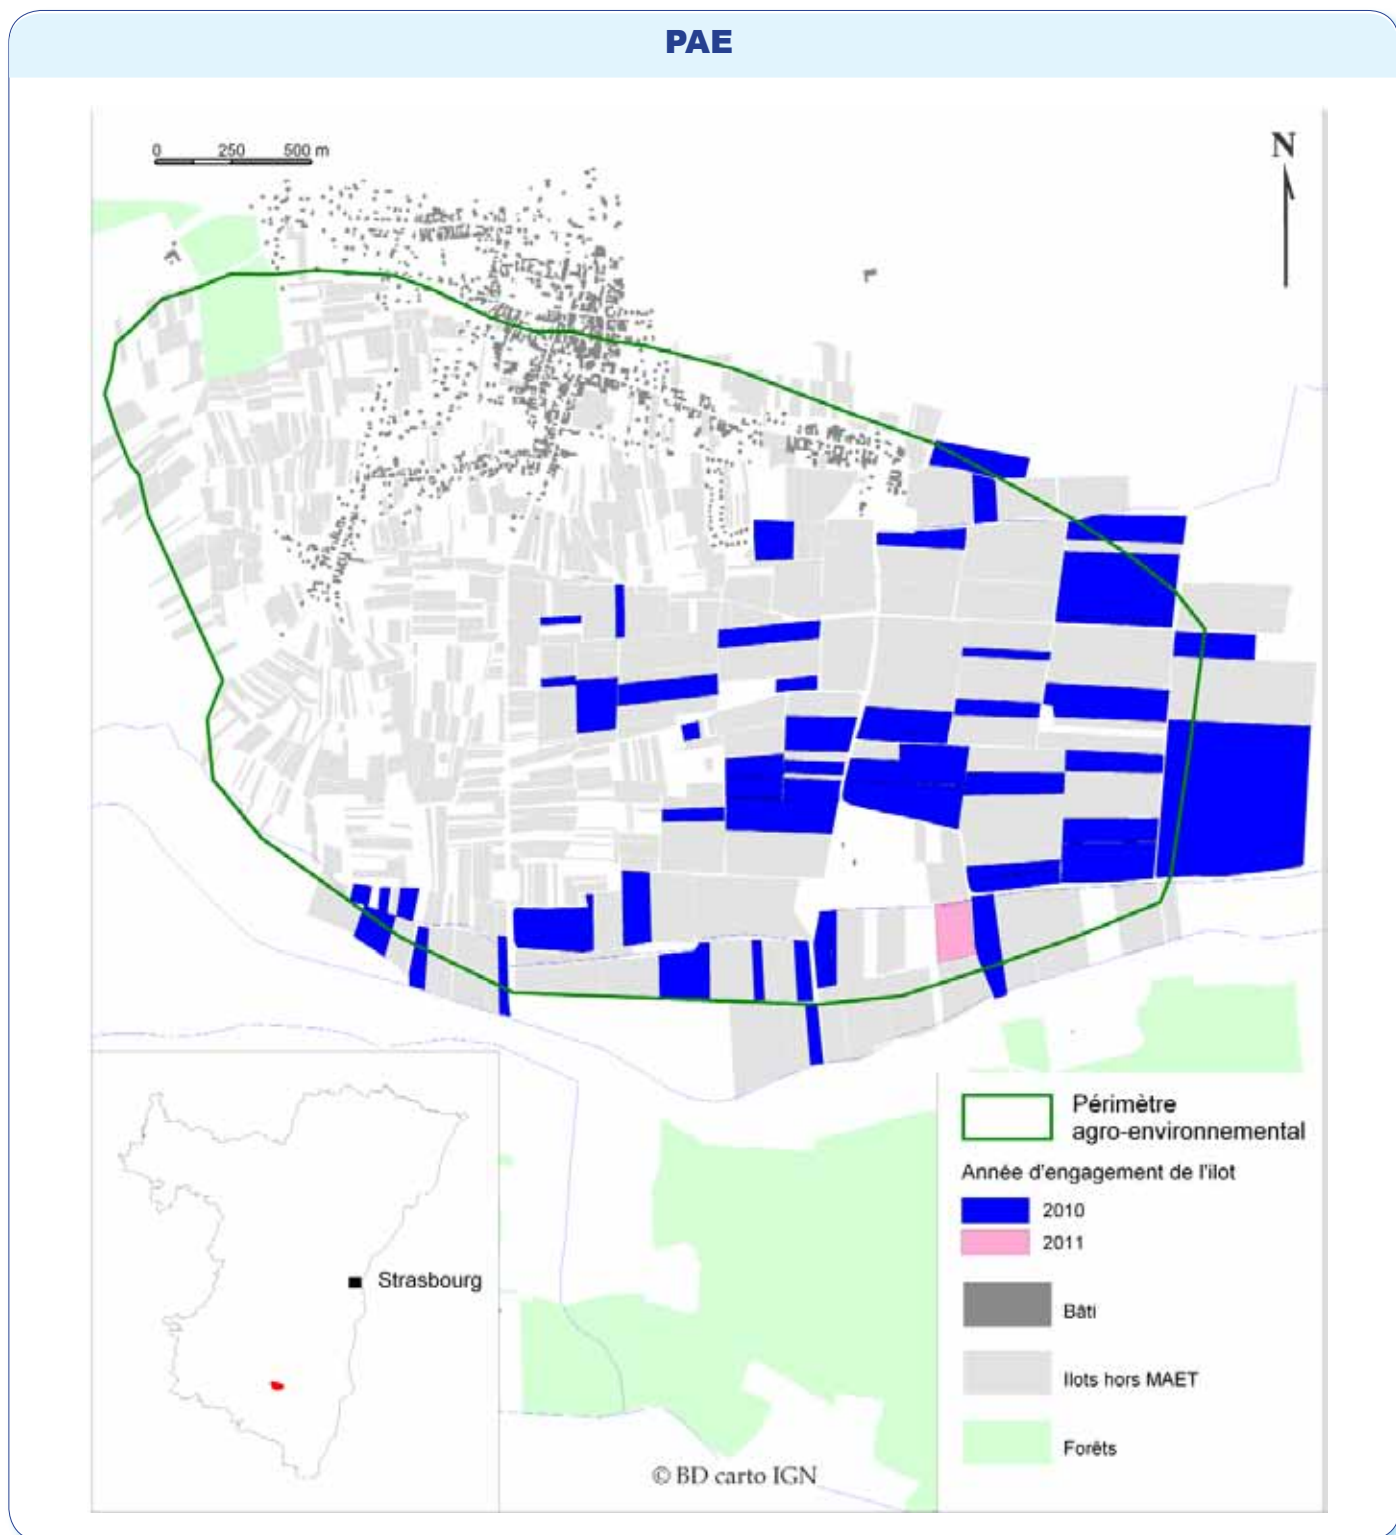 PAE
0 250 500 m
N
Strasbourg
© BD carto IGN
Périmètre
agro-environnemental
Année d'engagement de l'ilot
2010
2011
Bâti
Ilots hors MAET
Forêts